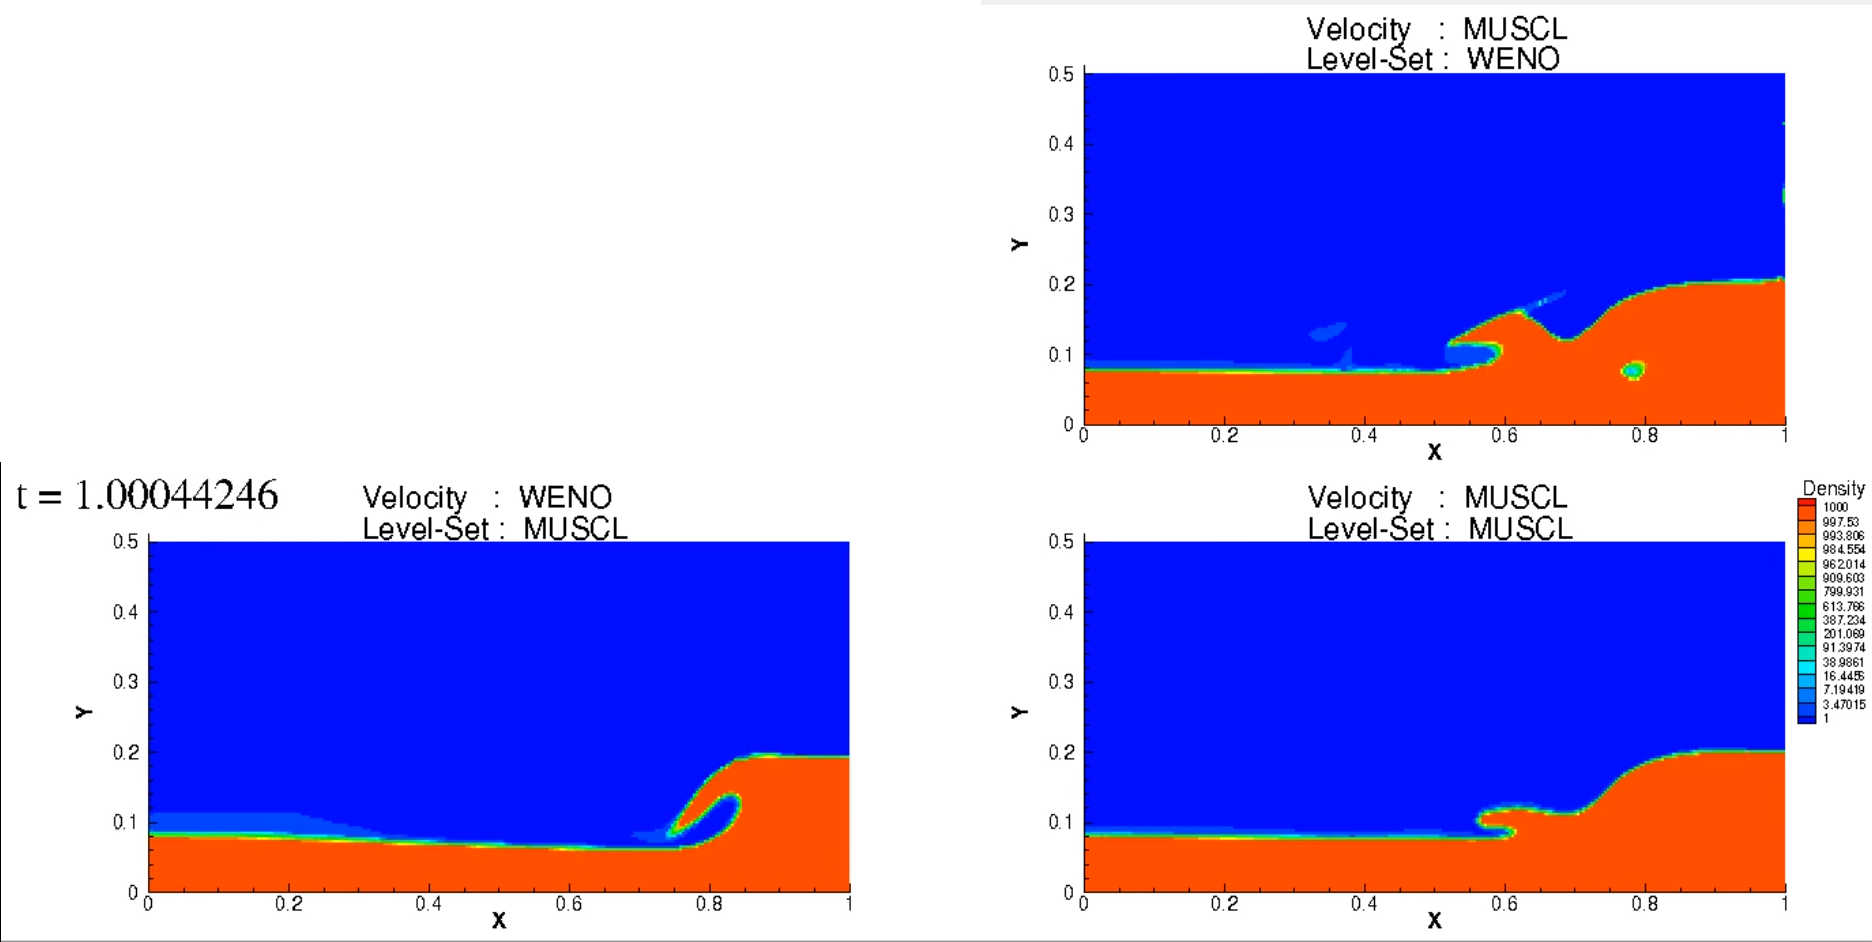 Velocity : MUSCL
Level-Set : WENO
0.5
0.4
0.3
0.2
0.1
0
Y
0 0.2 0.4 0.6 0.8 1
X
t = 1.00044246
Velocity : WENO
Level-Set : MUSCL
0.5
0.4
0.3
0.2
0.1
0
Y
0 0.2 0.4 0.6 0.8 1
X
Velocity : MUSCL
Level-Set : MUSCL
0.5
0.4
0.3
0.2
0.1
0
Y
0 0.2 0.4 0.6 0.8 1
X
Density
1000
997.53
993.806
984.554
962.014
909.603
799.931
613.766
387.234
201.069
91.3974
38.9861
16.4456
7.19419
3.47015
1